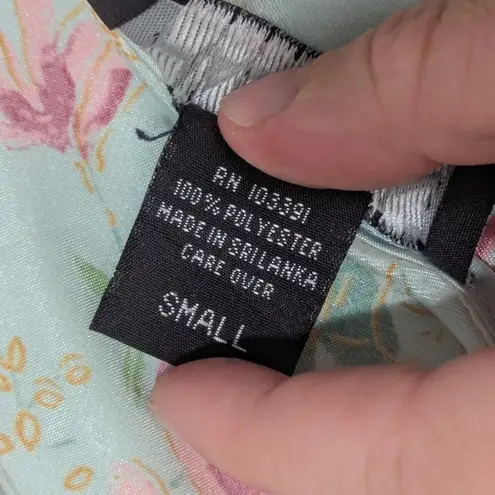 RN 103391
100% POLYESTER
MADE IN SRILANKA
CARE OVER
SMALL